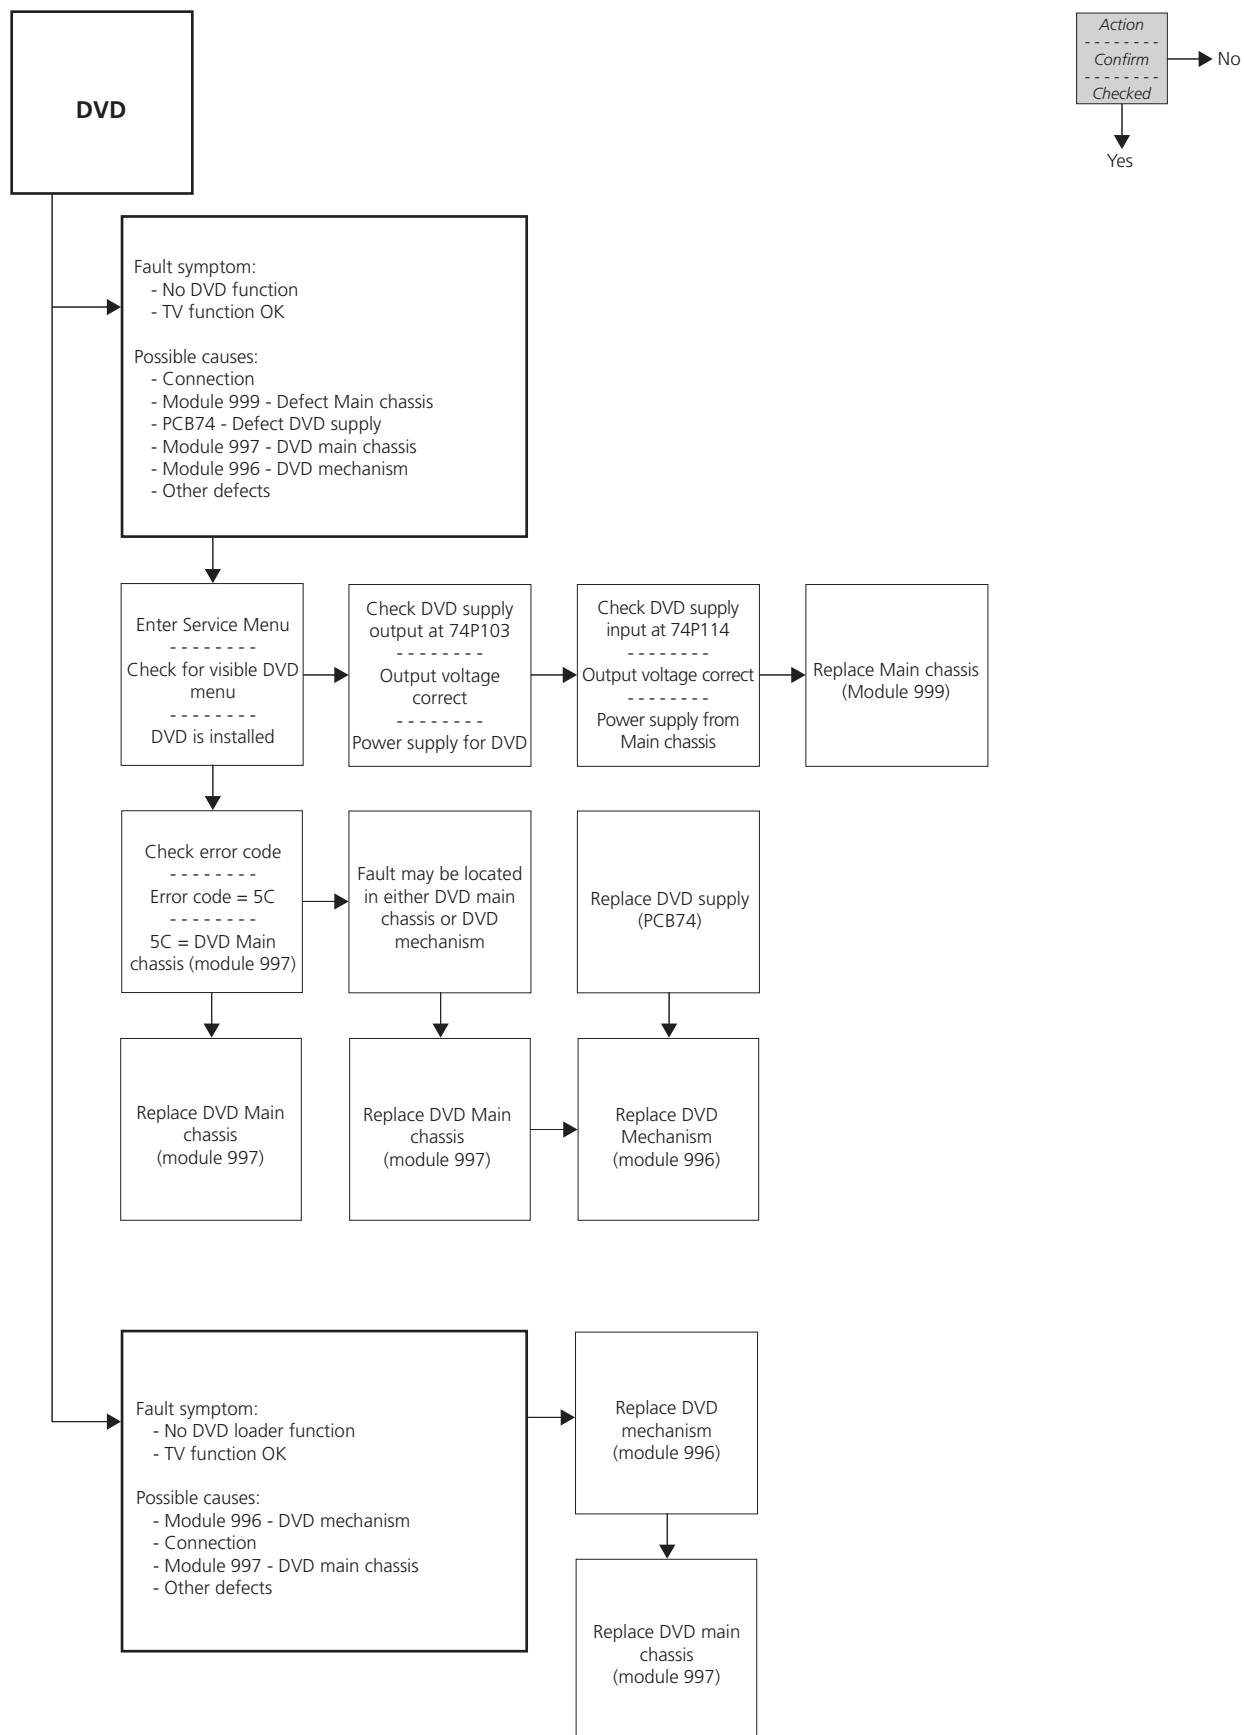 DVD
Action
- - - - - - - -
Confirm
- - - - - - - -
Checked
No
Yes
Fault symptom:
- No DVD function
- TV function OK
Possible causes:
- Connection
- Module 999 - Defect Main chassis
- PCB74 - Defect DVD supply
- Module 997 - DVD main chassis
- Module 996 - DVD mechanism
- Other defects
Enter Service Menu
- - - - - - - -
Check for visible DVD
menu
- - - - - - - -
DVD is installed
Check DVD supply
output at 74P103
- - - - - - - -
Output voltage
correct
- - - - - - - -
Power supply for DVD
Check DVD supply
input at 74P114
- - - - - - - -
Output voltage correct
- - - - - - - -
Power supply from
Main chassis
Replace Main chassis
(Module 999)
Check error code
- - - - - - - -
Error code = 5C
- - - - - - - -
5C = DVD Main
chassis (module 997)
Fault may be located
in either DVD main
chassis or DVD
mechanism
Replace DVD supply
(PCB74)
Replace DVD Main
chassis
(module 997)
Replace DVD Main
chassis
(module 997)
Replace DVD
Mechanism
(module 996)
Fault symptom:
- No DVD loader function
- TV function OK
Possible causes:
- Module 996 - DVD mechanism
- Connection
- Module 997 - DVD main chassis
- Other defects
Replace DVD
mechanism
(module 996)
Replace DVD main
chassis
(module 997)